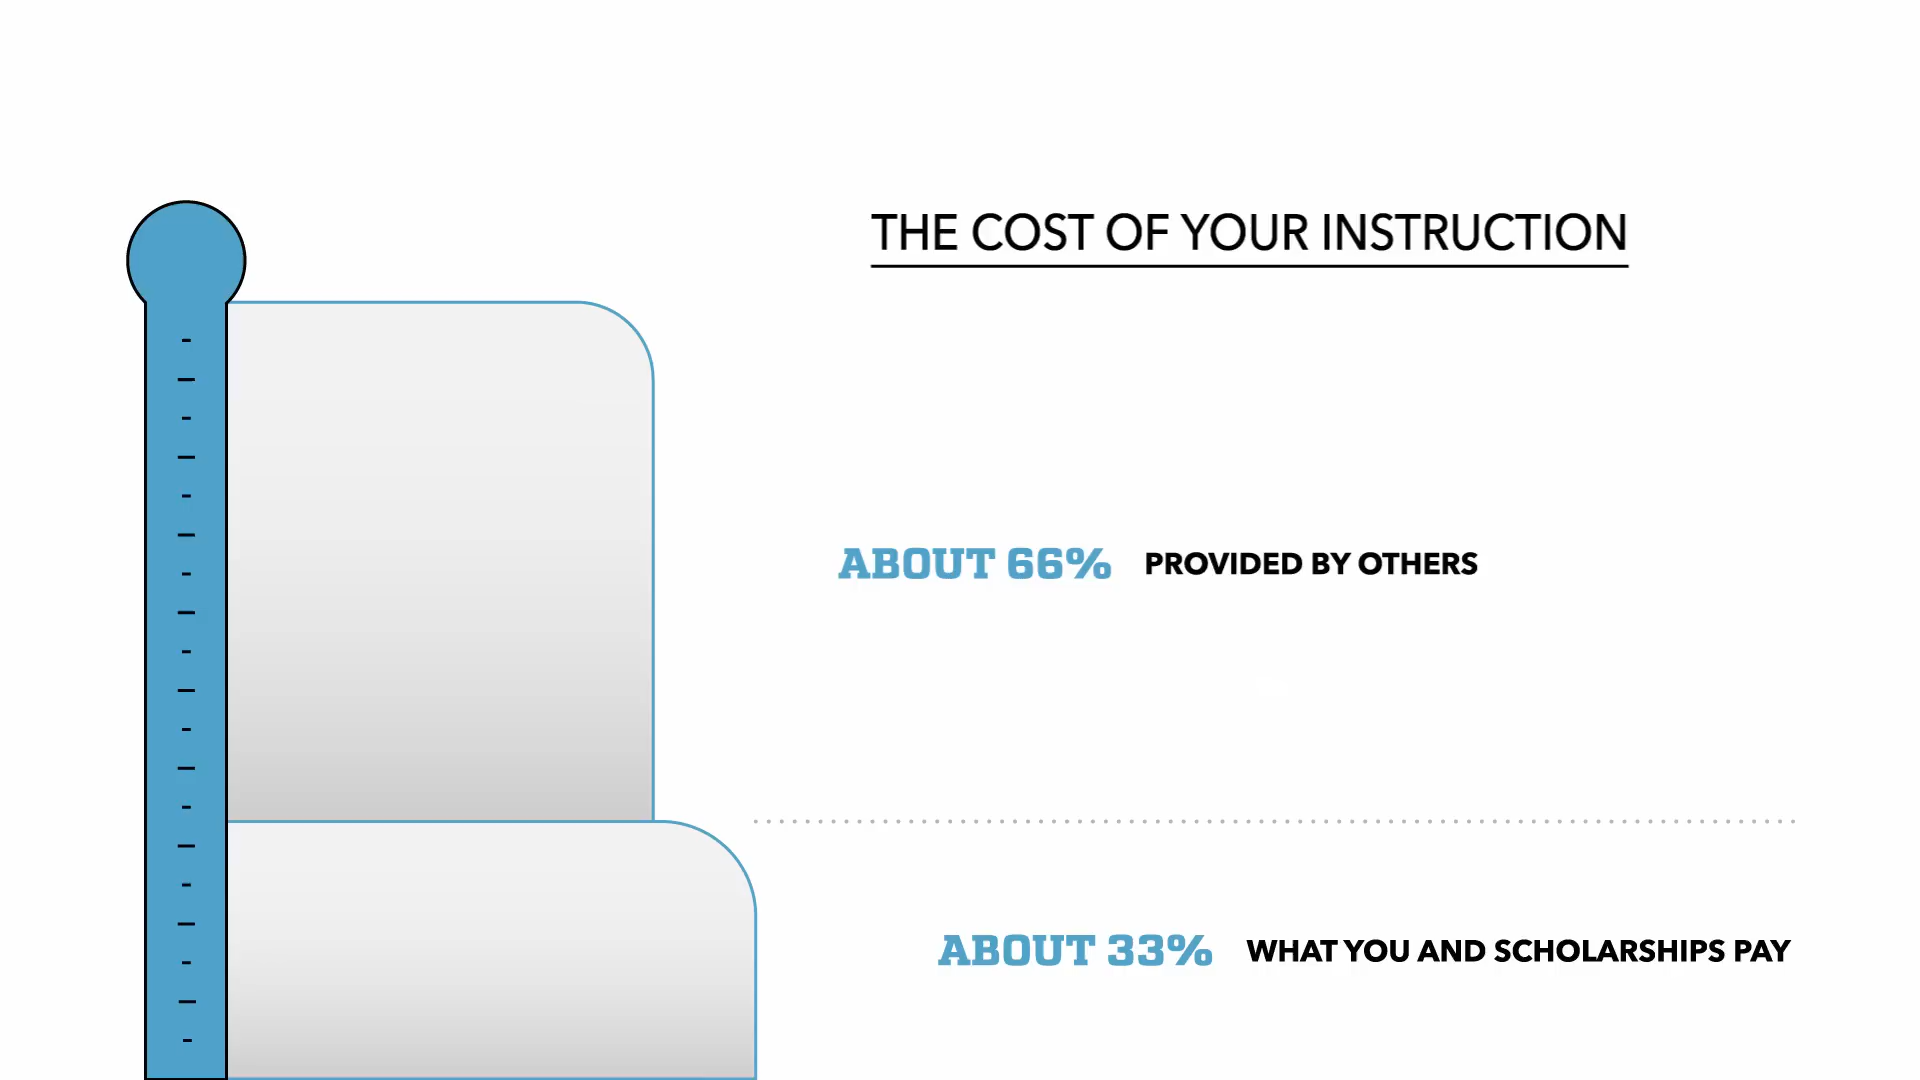 THE COST OF YOUR INSTRUCTION
ABOUT 66% PROVIDED BY OTHERS
ABOUT 33% WHAT YOU AND SCHOLARSHIPS PAY